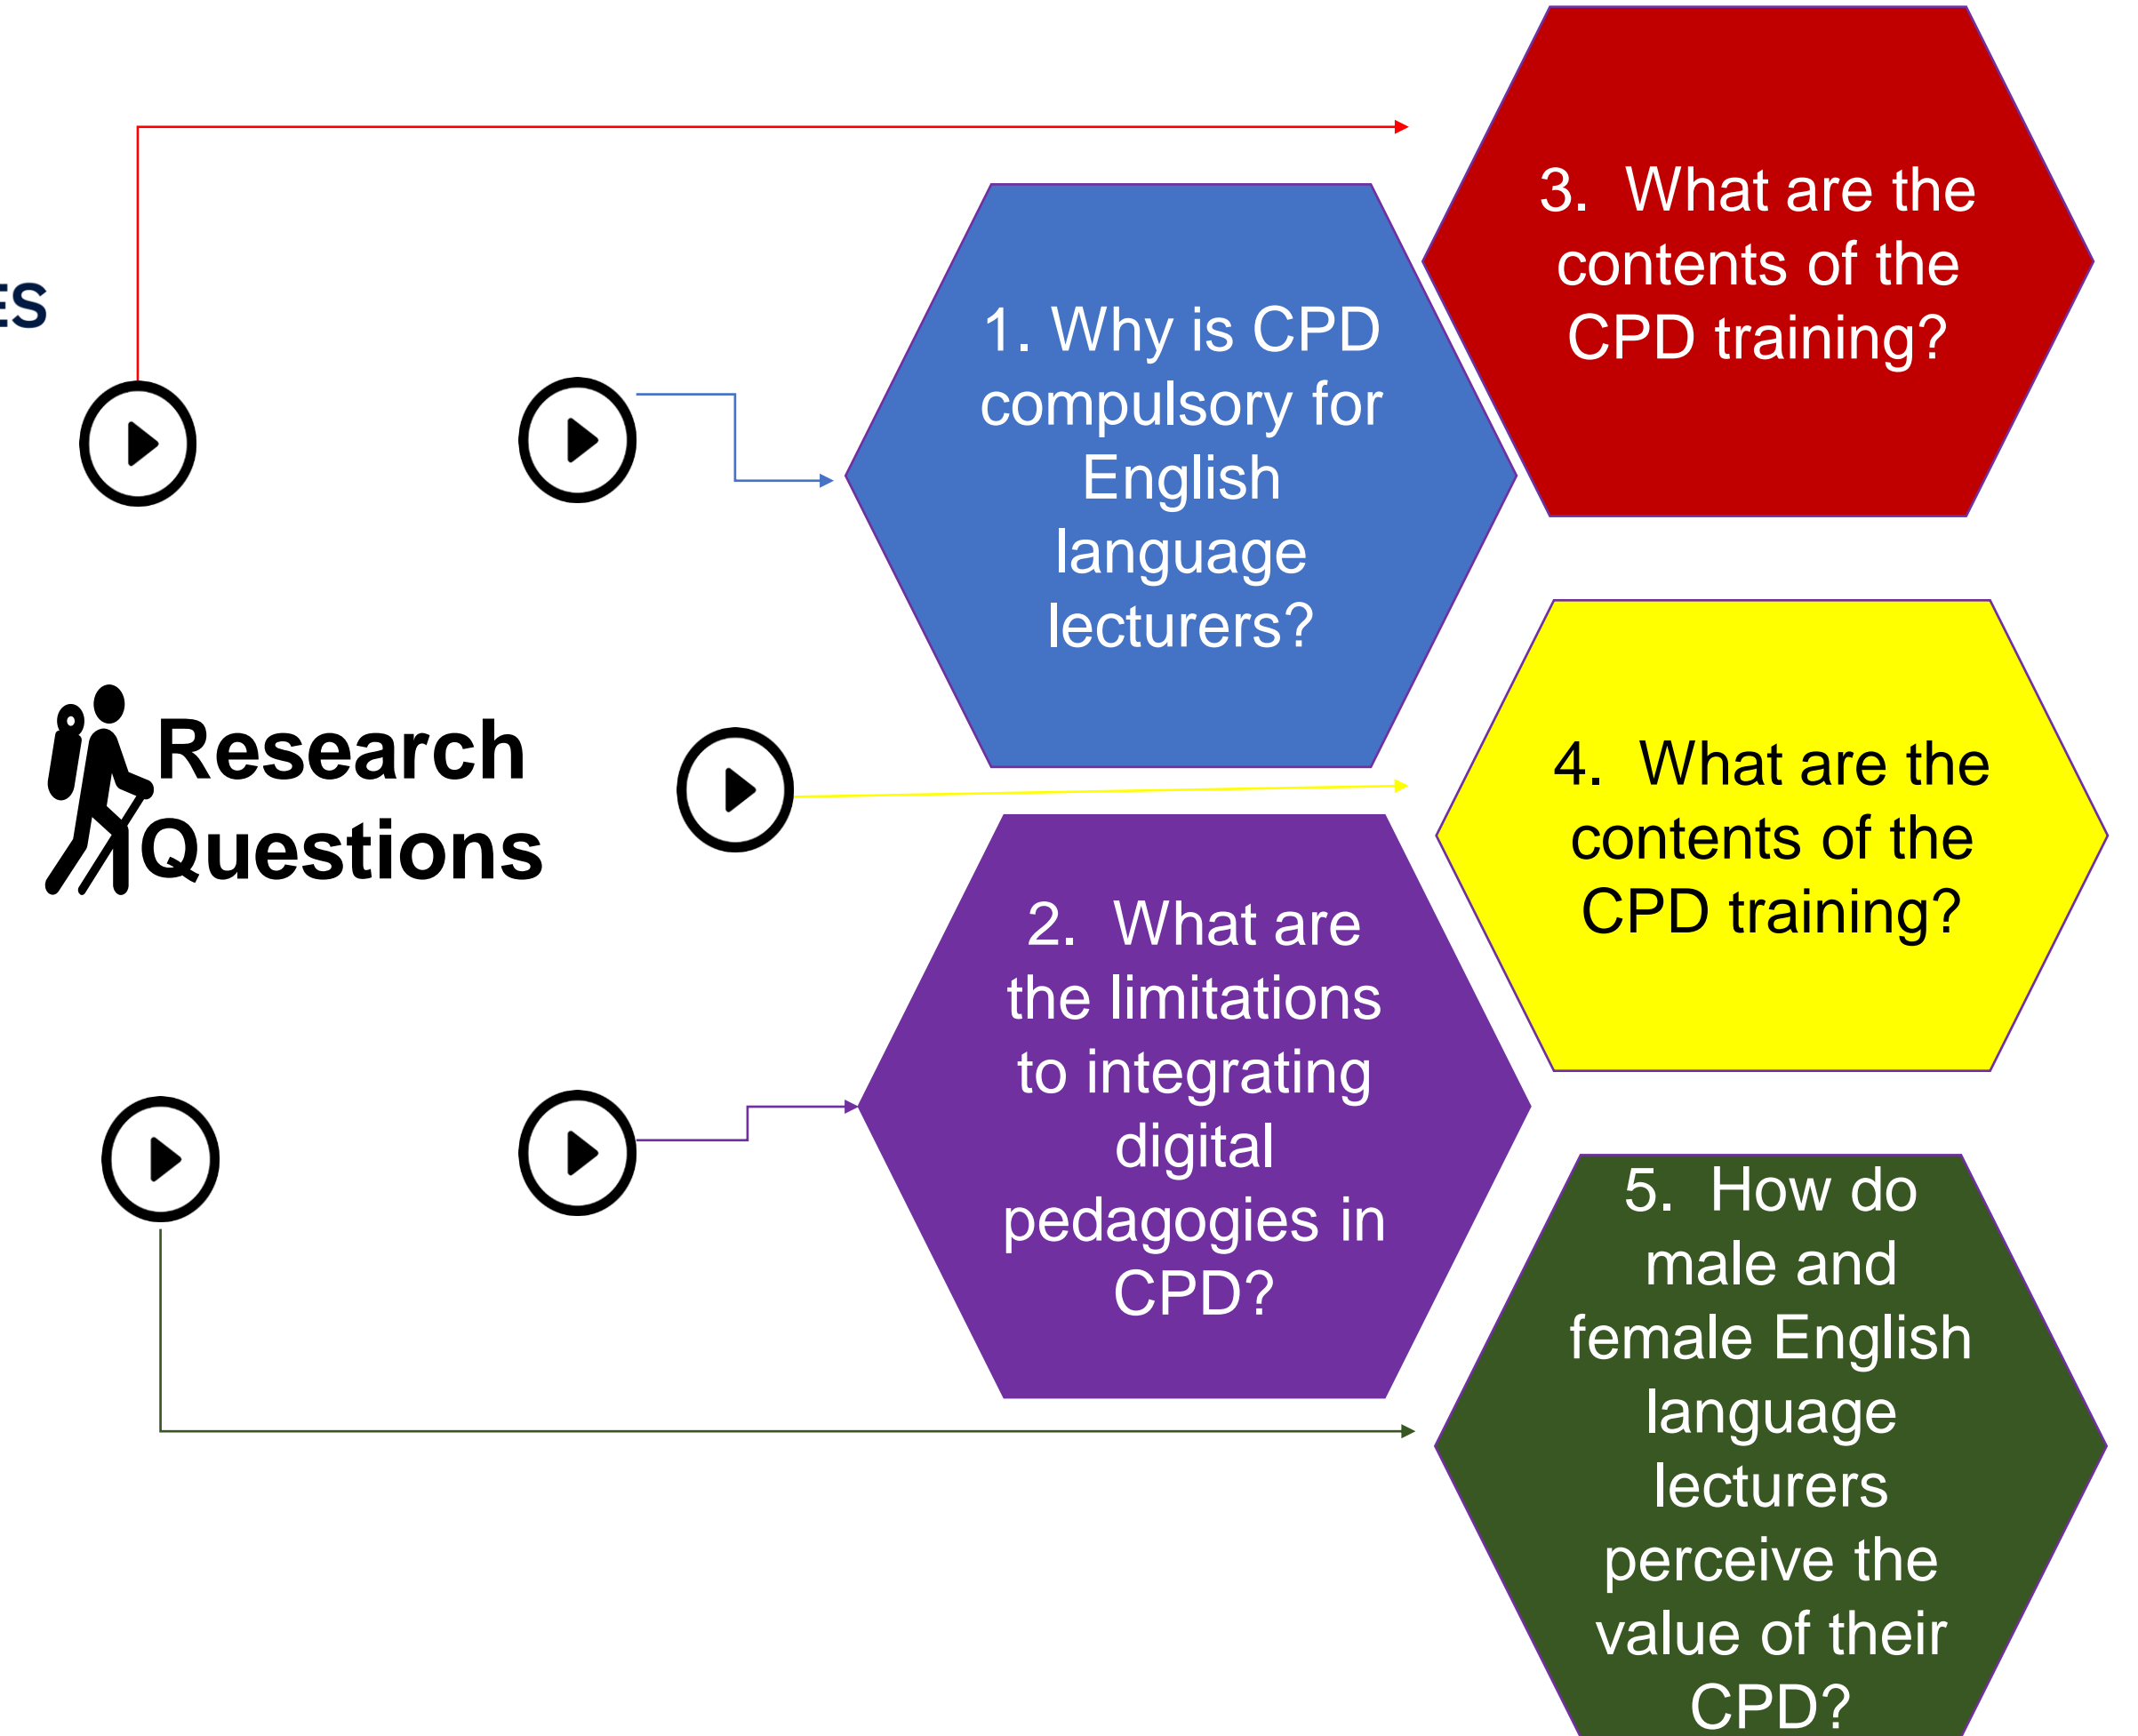 ES
Research
Questions
1. Why is CPD
compulsory for
English
language
lecturers?
2. What are
the limitations
to integrating
digital
pedagogies in
CPD?
3. What are the
contents of the
CPD training?
4. What are the
contents of the
CPD training?
5. How do
male and
female English
language
lecturers
perceive the
value of their
CPD?